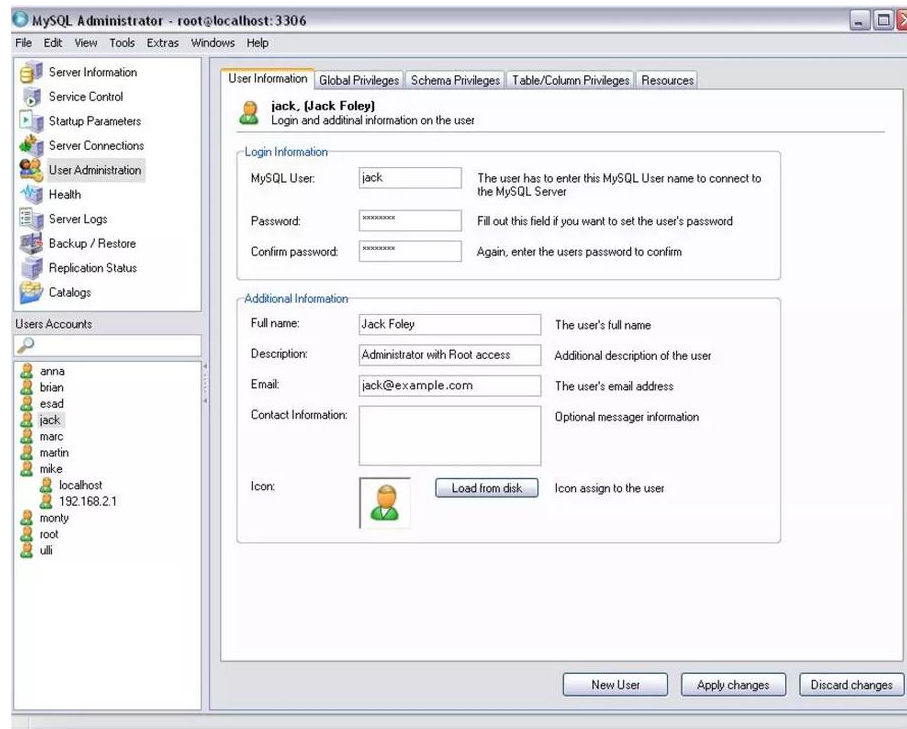 MySQL Administrator - root@localhost:3306
File Edit View Tools Extras Windows Help
Server Information
Service Control
Startup Parameters
Server Connections
User Administration
Health
Server Logs
Backup / Restore
Replication Status
Catalogs
Users Accounts
anna
brian
esad
jack
marc
martin
mike
localhost
192.168.2.1
monty
root
ulli
User Information Global Privileges Schema Privileges Table/Column Privileges Resources
jack, (Jack Foley)
Login and additinal information on the user
Login Information
MySQL User: jack The user has to enter this MySQL User name to connect to
the MySQL Server
Password: xxxxxxxx Fill out this field if you want to set the user's password
Confirm password: xxxxxxxx Again, enter the users password to confirm
Additional Information
Full name: Jack Foley The user's full name
Description: Administrator with Root access Additional description of the user
Email: jack@example.com The user's email address
Contact Information: Optional messager information
Icon: Load from disk Icon assign to the user
New User Apply changes Discard changes